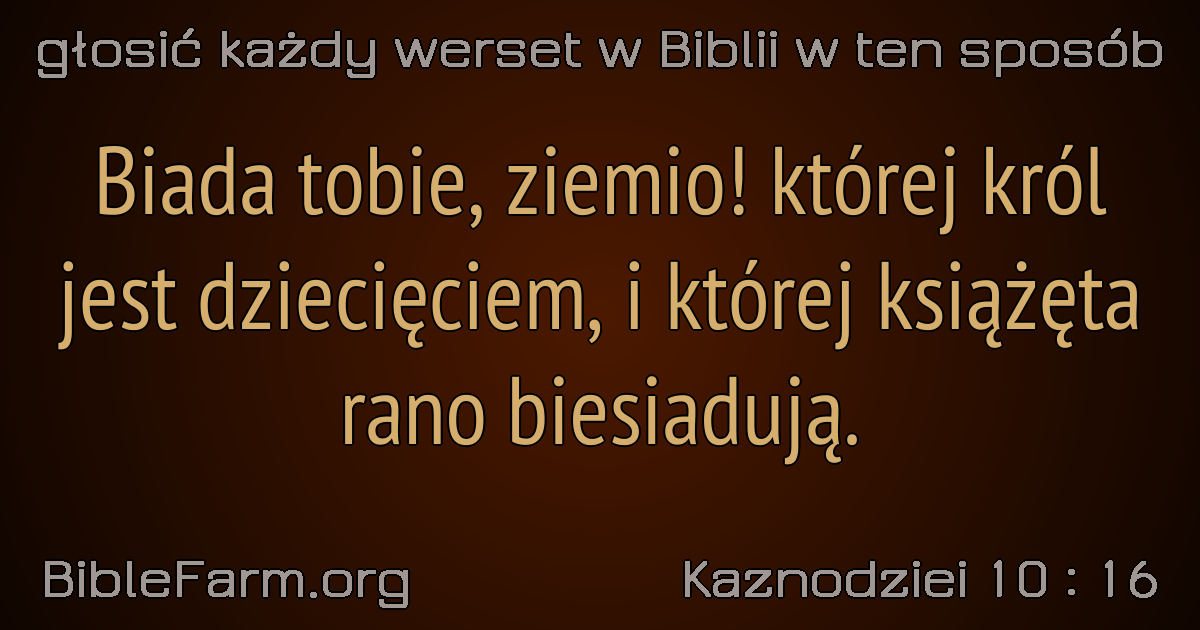 głosić każdy werset w Biblii w ten sposób
Biada tobie, ziemio! której król
jest dziecięciem, i której książęta
rano biesiadują.
BibleFarm.org
Kaznodziei 10 : 16